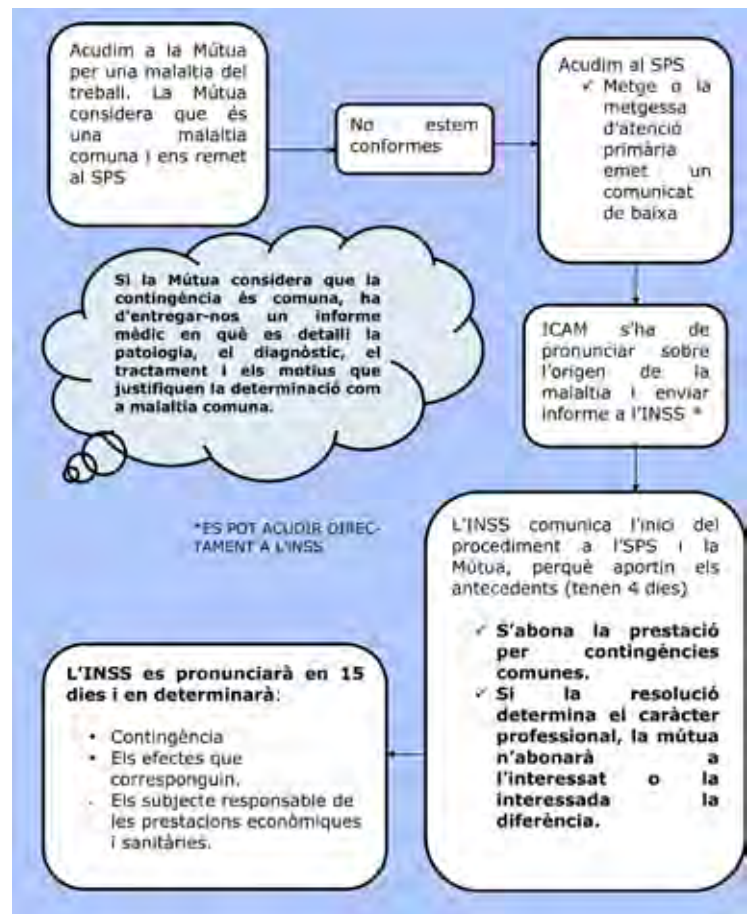 Acudim a la Mútua
per una malaltia del
treball. La Mútua
considera que és
una malaltia
comuna i ens remet
al SPS
No estem
conformes
Acudim al SPS
✓ Metge o la
metgessa
d'atenció
primària
emet un
comunicat
de baixa
Si la Mútua considera que la
contingència és comuna, ha
d'entregar-nos un informe
mèdic en què es detalli la
patologia, el diagnòstic, el
tractament i els motius que
justifiquen la determinació com
a malaltia comuna.
ICAM s'ha de
pronunciar sobre
l'origen de la
malaltia i enviar
informe a l'INSS *
*ES POT ACUDIR DIREC-
TAMENT A L'INSS
L'INSS comunica l'inici del
procediment a l'SPS i la
Mútua, perquè aportin els
antecedents (tenen 4 dies)
✓ S'abona la prestació
per contingències
comunes.
✓ Si la resolució
determina el caràcter
professional, la mútua
n'abonarà a
l'interessat o la
interessada la
diferència.
L'INSS es pronunciarà en 15
dies i en determinarà:
• Contingència
• Els efectes que
corresponguin.
. Els subjecte responsable de
les prestacions econòmiques
i sanitàries.